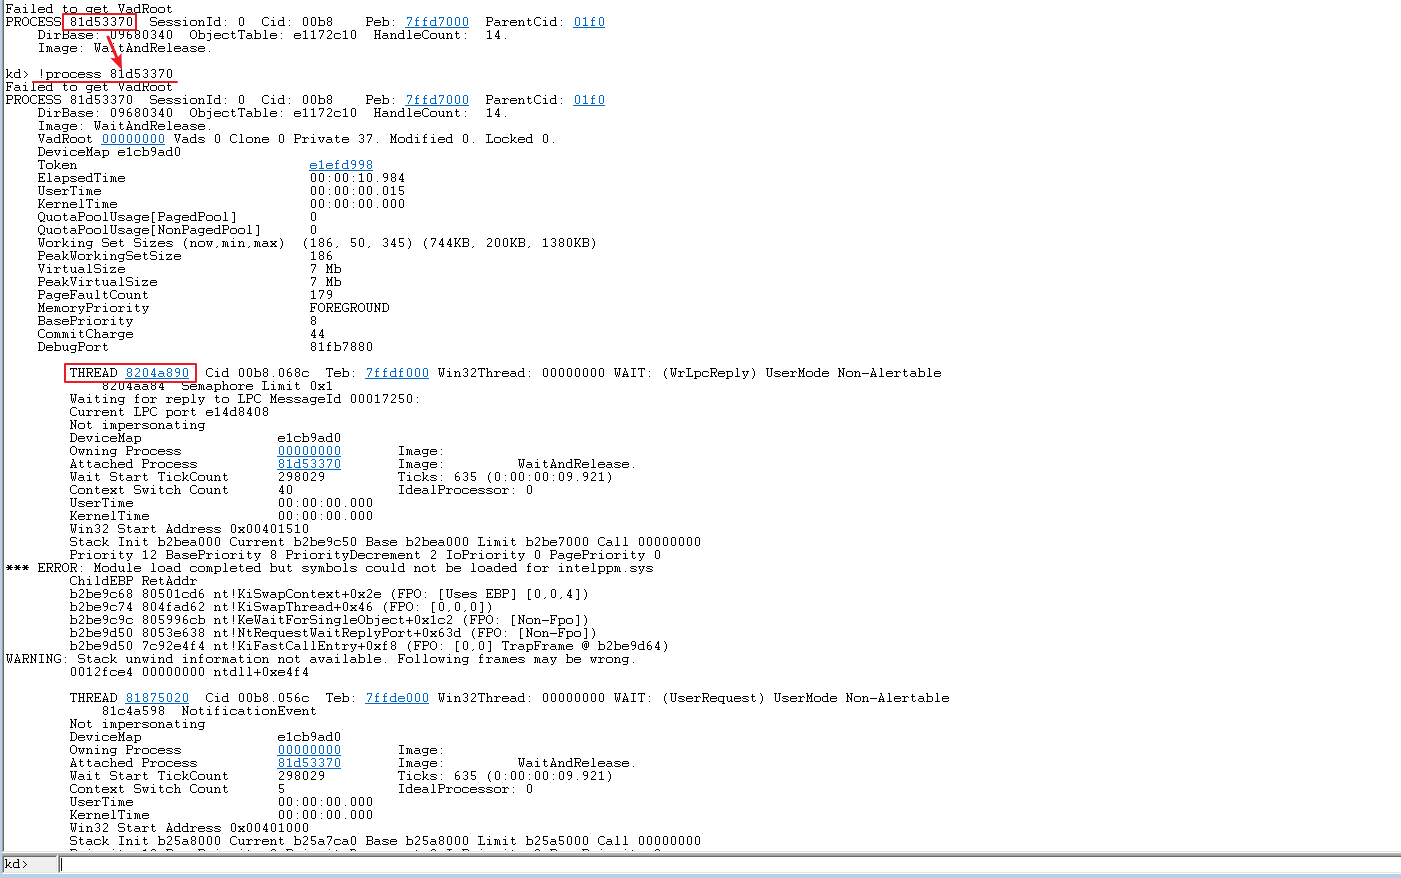 Failed to get VadRoot
PROCESS 81d53370  SessionId: 0  Cid: 00b8    Peb: 7ffd7000  ParentCid: 01f0
    DirBase: 09680340  ObjectTable: e1172c10  HandleCount:  14.
    Image: WaitAndRelease.
kd> !process 81d53370
Failed to get VadRoot
PROCESS 81d53370  SessionId: 0  Cid: 00b8    Peb: 7ffd7000  ParentCid: 01f0
    DirBase: 09680340  ObjectTable: e1172c10  HandleCount:  14.
    Image: WaitAndRelease.
    VadRoot 00000000 Vads 0 Clone 0 Private 37. Modified 0. Locked 0.
    DeviceMap e1cb9ad0
    Token                             e1efd998
    ElapsedTime                       00:00:10.984
    UserTime                          00:00:00.015
    KernelTime                        00:00:00.000
    QuotaPoolUsage[PagedPool]         0
    QuotaPoolUsage[NonPagedPool]      0
    Working Set Sizes (now,min,max)  (186, 50, 345) (744KB, 200KB, 1380KB)
    PeakWorkingSetSize                186
    VirtualSize                       7 Mb
    PeakVirtualSize                   7 Mb
    PageFaultCount                    179
    MemoryPriority                    FOREGROUND
    BasePriority                      8
    CommitCharge                      44
    DebugPort                         81fb7880
        THREAD 8204a890  Cid 00b8.068c  Teb: 7ffdf000 Win32Thread: 00000000 WAIT: (WrLpcReply) UserMode Non-Alertable
            8204aa84  Semaphore Limit 0x1
        Waiting for reply to LPC MessageId 00017250:
        Current LPC port e14d8408
        Not impersonating
        DeviceMap                 e1cb9ad0
        Owning Process            00000000       Image:
        Attached Process          81d53370       Image:         WaitAndRelease.
        Wait Start TickCount      298029         Ticks: 635 (0:00:00:09.921)
        Context Switch Count      40             IdealProcessor: 0
        UserTime                  00:00:00.000
        KernelTime                00:00:00.000
        Win32 Start Address 0x00401510
        Stack Init b2bea000 Current b2be9c50 Base b2bea000 Limit b2be7000 Call 00000000
        Priority 12 BasePriority 8 PriorityDecrement 2 IoPriority 0 PagePriority 0
*** ERROR: Module load completed but symbols could not be loaded for intelppm.sys
        ChildEBP RetAddr
        b2be9c68 80501cd6 nt!KiSwapContext+0x2e (FPO: [Uses EBP] [0,0,4])
        b2be9c74 804fad62 nt!KiSwapThread+0x46 (FPO: [0,0,0])
        b2be9c9c 805996cb nt!KeWaitForSingleObject+0x1c2 (FPO: [Non-Fpo])
        b2be9d50 8053e638 nt!NtRequestWaitReplyPort+0x63d (FPO: [Non-Fpo])
        b2be9d50 7c92e4f4 nt!KiFastCallEntry+0xf8 (FPO: [0,0] TrapFrame @ b2be9d64)
WARNING: Stack unwind information not available. Following frames may be wrong.
        0012fce4 00000000 ntdll+0xe4f4
        THREAD 81875020  Cid 00b8.056c  Teb: 7ffde000 Win32Thread: 00000000 WAIT: (UserRequest) UserMode Non-Alertable
            81c4a598  NotificationEvent
        Not impersonating
        DeviceMap                 e1cb9ad0
        Owning Process            00000000       Image:
        Attached Process          81d53370       Image:         WaitAndRelease.
        Wait Start TickCount      298029         Ticks: 635 (0:00:00:09.921)
        Context Switch Count      5              IdealProcessor: 0
        UserTime                  00:00:00.000
        KernelTime                00:00:00.000
        Win32 Start Address 0x00401000
        Stack Init b25a8000 Current b25a7ca0 Base b25a8000 Limit b25a5000 Call 00000000
kd>